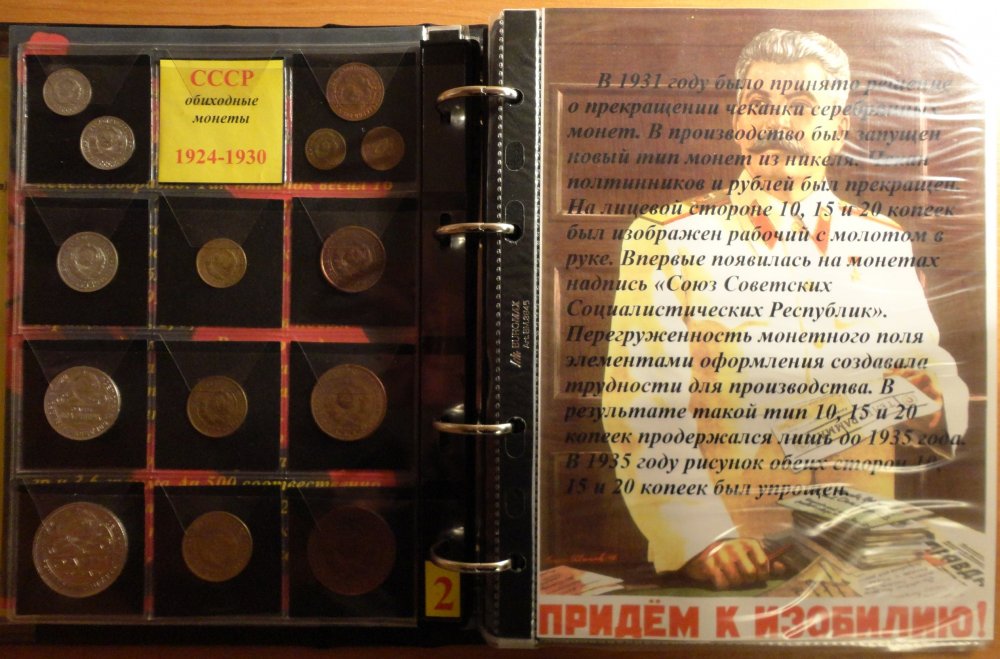 СССР
обиходные
монеты
1924-1930
2
EUROMAX
В 1931 году было принято решение
о прекращении чеканки серебряных
монет. В производство был запущен
новый тип монет из никеля. Чекан
полтинников и рублей был прекращен.
На лицевой стороне 10, 15 и 20 копеек
был изображен рабочий с молотом в
руке. Впервые появилась на монетах
надпись «Союз Советских
Социалистических Республик».
Перегруженность монетного поля
элементами оформления создавала
трудности для производства. В
результате такой тип 10, 15 и 20
копеек продержался лишь до 1935 года.
В 1935 году рисунок обеих сторон 10,
15 и 20 копеек был упрощен.
ПРИДЁМ К ИЗОБИЛИЮ!